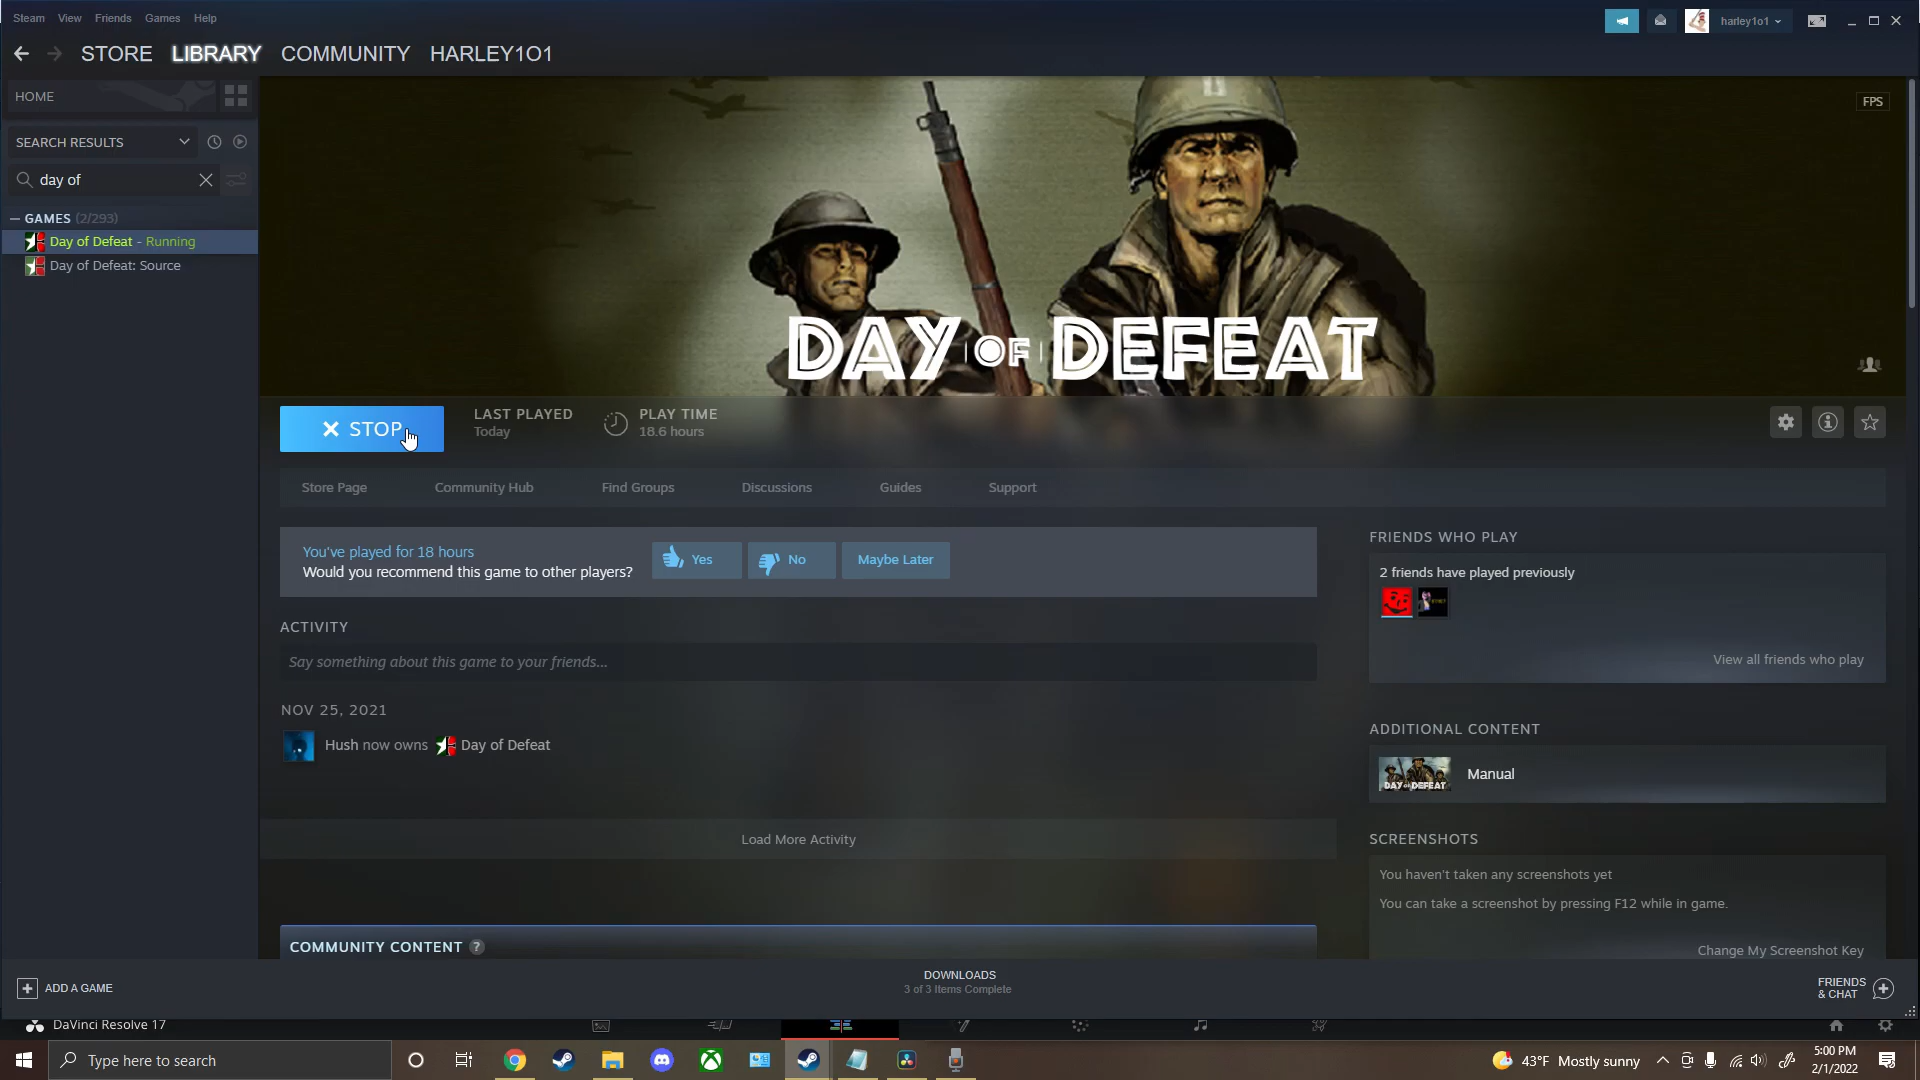 Steam View Friends Games Help
harley1o1
STORE LIBRARY COMMUNITY HARLEY1O1
HOME
FPS
SEARCH RESULTS
day of
GAMES (2/293)
Day of Defeat - Running
Day of Defeat: Source
DAY OF DEFEAT
STOP
LAST PLAYED
Today
PLAY TIME
18.6 hours
Store Page Community Hub Find Groups Discussions Guides Support
You've played for 18 hours
Would you recommend this game to other players?
Yes No Maybe Later
ACTIVITY
Say something about this game to your friends...
NOV 25, 2021
Hush now owns Day of Defeat
Load More Activity
COMMUNITY CONTENT ?
FRIENDS WHO PLAY
2 friends have played previously
View all friends who play
ADDITIONAL CONTENT
DAY OF DEFEAT
Manual
SCREENSHOTS
You haven't taken any screenshots yet
You can take a screenshot by pressing F12 while in game.
Change My Screenshot Key
ADD A GAME
DOWNLOADS
3 of 3 Items Complete
FRIENDS
& CHAT
DaVinci Resolve 17
Type here to search
43°F Mostly sunny
5:00 PM
2/1/2022